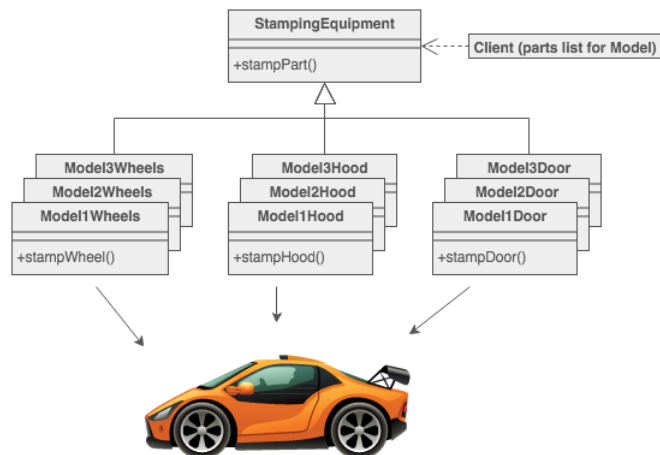 StampingEquipment
Client (parts list for Model)
+stampPart()
Model3Wheels
Model2Wheels
Model1Wheels
+stampWheel()
Model3Hood
Model2Hood
Model1Hood
+stampHood()
Model3Door
Model2Door
Model1Door
+stampDoor()